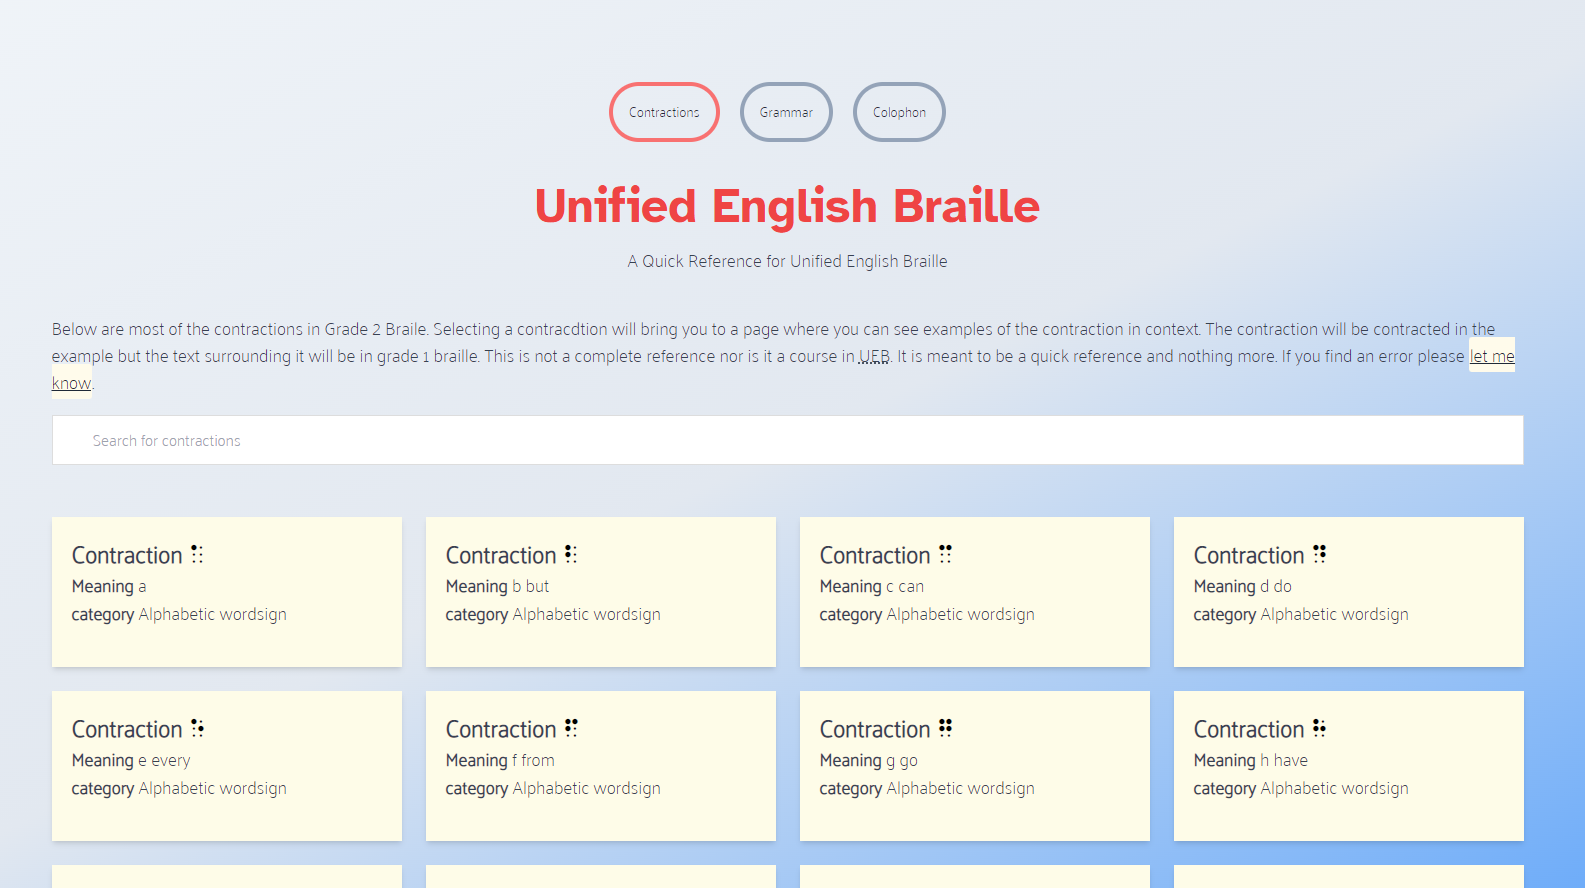 Contractions
Grammar
Colophon
Unified English Braille
A Quick Reference for Unified English Braille
Below are most of the contractions in Grade 2 Braile. Selecting a contracdtion will bring you to a page where you can see examples of the contraction in context. The contraction will be contracted in the
example but the text surrounding it will be in grade 1 braille. This is not a complete reference nor is it a course in UEB. It is meant to be a quick reference and nothing more. If you find an error please let me
know.
Search for contractions
Contraction ⠁
Meaning a
category Alphabetic wordsign
Contraction ⠃
Meaning b but
category Alphabetic wordsign
Contraction ⠉
Meaning c can
category Alphabetic wordsign
Contraction ⠙
Meaning d do
category Alphabetic wordsign
Contraction ⠑
Meaning e every
category Alphabetic wordsign
Contraction ⠋
Meaning f from
category Alphabetic wordsign
Contraction ⠛
Meaning g go
category Alphabetic wordsign
Contraction ⠓
Meaning h have
category Alphabetic wordsign